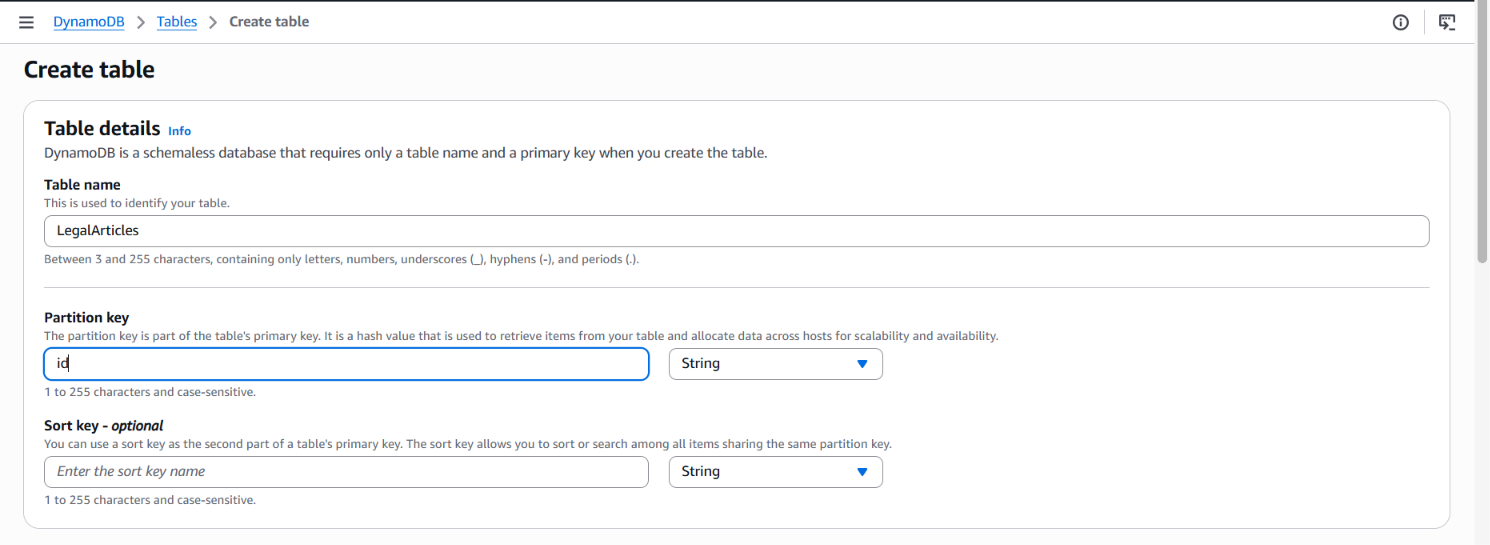 DynamoDB > Tables > Create table
Create table
Table details Info
DynamoDB is a schemaless database that requires only a table name and a primary key when you create the table.
Table name
This is used to identify your table.
LegalArticles
Between 3 and 255 characters, containing only letters, numbers, underscores (_), hyphens (-), and periods (.).
Partition key
The partition key is part of the table's primary key. It is a hash value that is used to retrieve items from your table and allocate data across hosts for scalability and availability.
id String
1 to 255 characters and case-sensitive.
Sort key - optional
You can use a sort key as the second part of a table's primary key. The sort key allows you to sort or search among all items sharing the same partition key.
Enter the sort key name String
1 to 255 characters and case-sensitive.